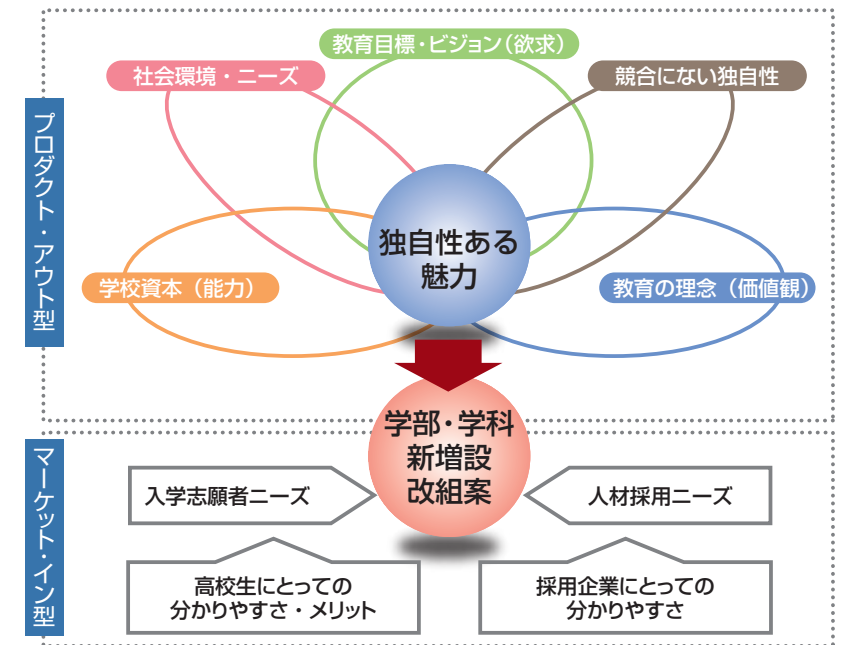 プロダクト・アウト型
教育目標・ビジョン(欲求)
社会環境・ニーズ
競合にない独自性
独自性ある
魅力
学校資本(能力)
教育の理念(価値観)
マーケット・イン型
学部・学科
新増設
改組案
入学志願者ニーズ
人材採用ニーズ
高校生にとっての
分かりやすさ・メリット
採用企業にとっての
分かりやすさ